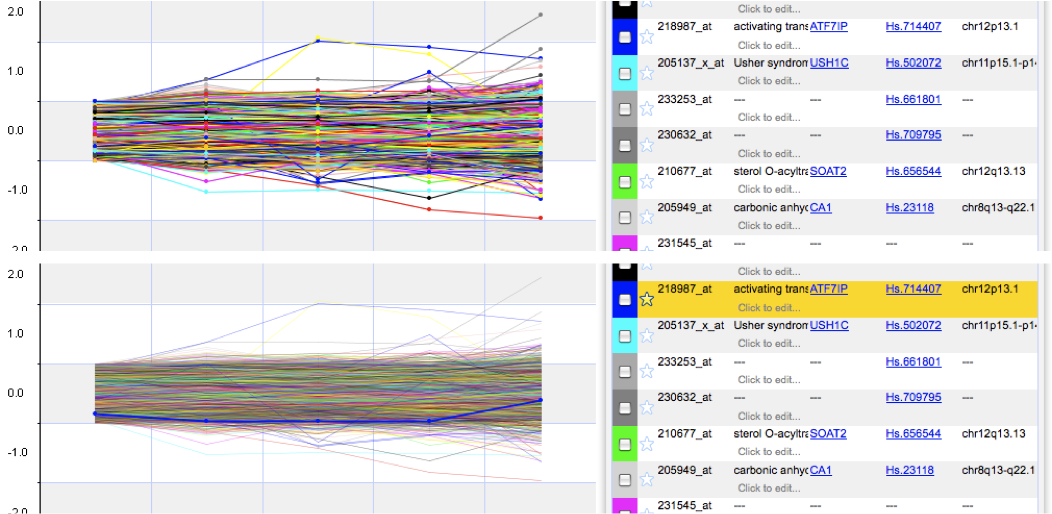 2.0
1.0
0.0
-1.0
2.0
Click to edit...
218987_at activating trans ATF7IP Hs.714407 chr12p13.1
Click to edit...
205137_x_at Usher syndrom USH1C Hs.502072 chr11p15.1-p14
Click to edit...
233253_at --- --- Hs.661801 ---
Click to edit...
230632_at --- --- Hs.709795 ---
Click to edit...
210677_at sterol O-acyltra SOAT2 Hs.656544 chr12q13.13
Click to edit...
205949_at carbonic anhyd CA1 Hs.23118 chr8q13-q22.1
Click to edit...
231545_at --- --- --- ---
2.0
1.0
0.0
-1.0
-2.0
Click to edit...
218987_at activating trans ATF7IP Hs.714407 chr12p13.1
Click to edit...
205137_x_at Usher syndrom USH1C Hs.502072 chr11p15.1-p14
Click to edit...
233253_at --- --- Hs.661801 ---
Click to edit...
230632_at --- --- Hs.709795 ---
Click to edit...
210677_at sterol O-acyltra SOAT2 Hs.656544 chr12q13.13
Click to edit...
205949_at carbonic anhyd CA1 Hs.23118 chr8q13-q22.1
Click to edit...
231545_at --- --- --- ---